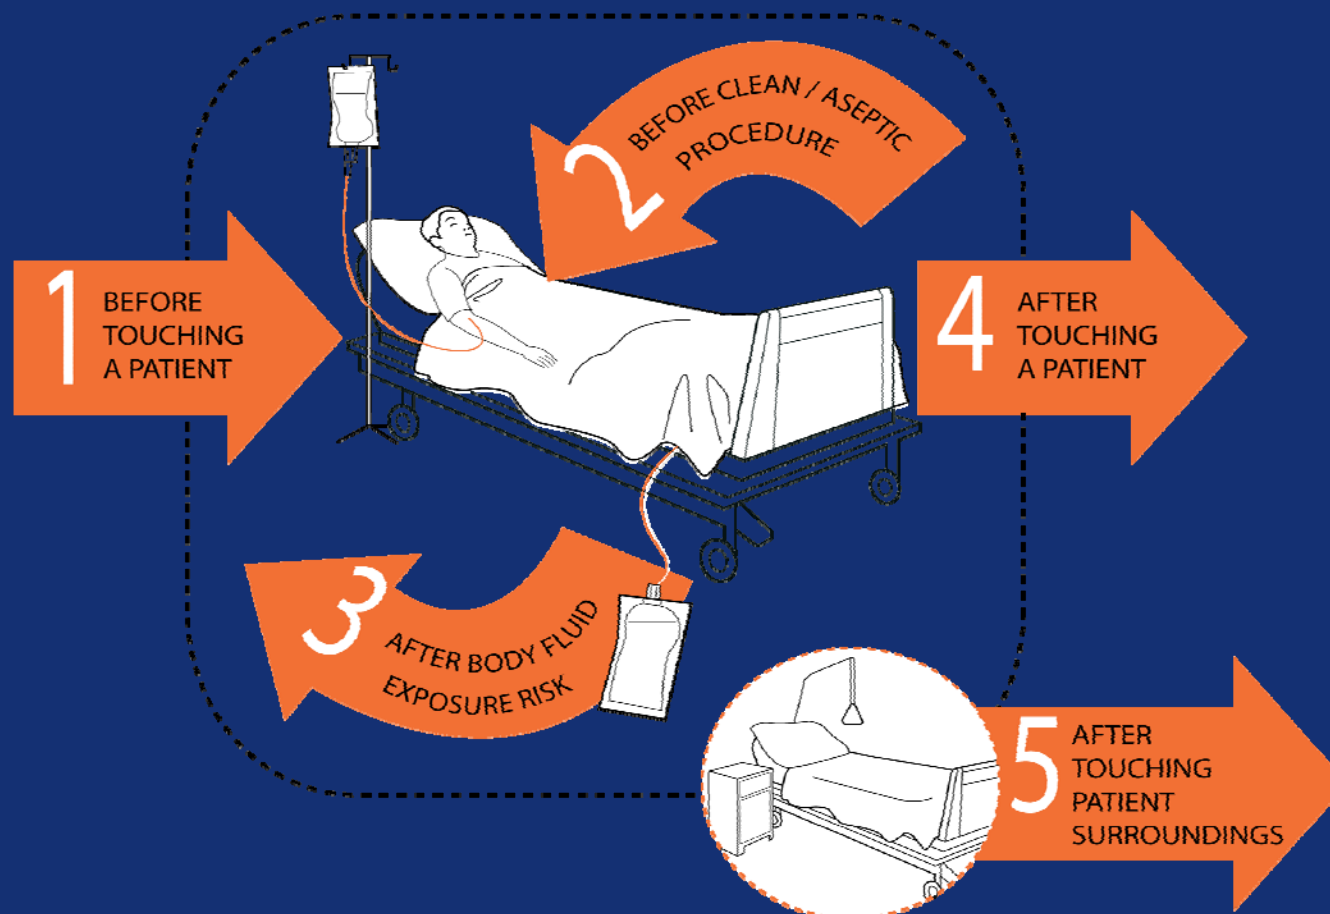 1
BEFORE
TOUCHING
A PATIENT
2
BEFORE CLEAN / ASEPTIC
PROCEDURE
3
AFTER BODY FLUID
EXPOSURE RISK
4
AFTER
TOUCHING
A PATIENT
5
AFTER
TOUCHING
PATIENT
SURROUNDINGS